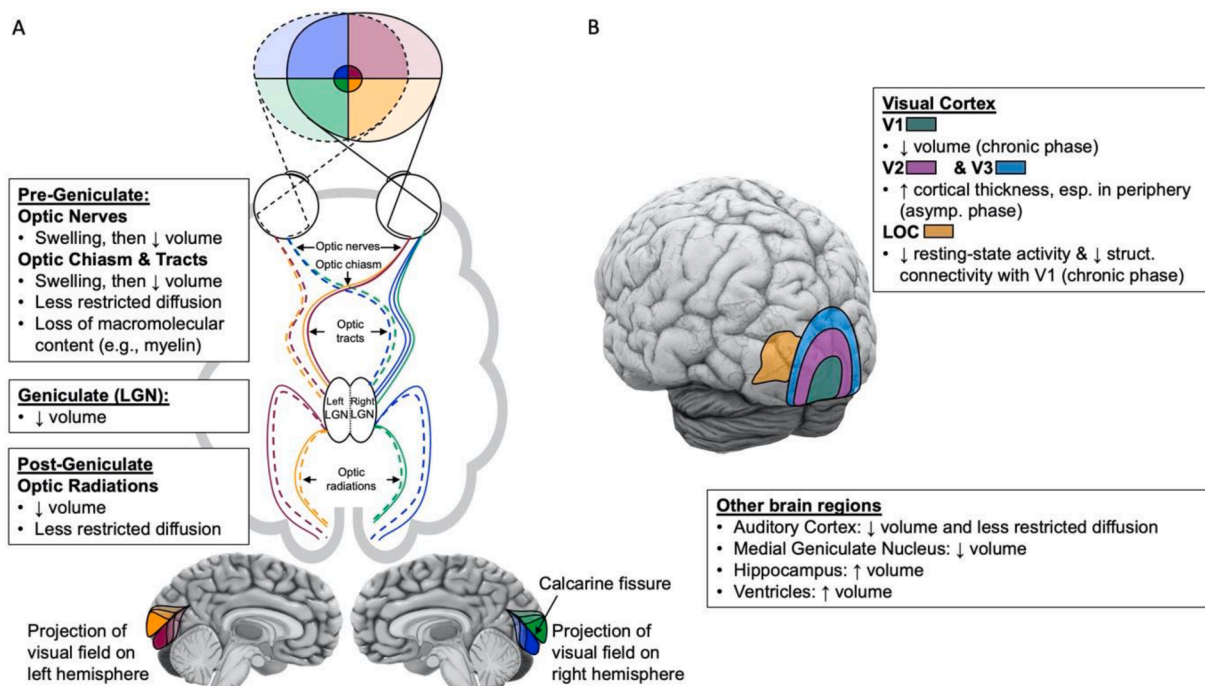 A
B
Pre-Geniculate:
Optic Nerves
• Swelling, then ↓ volume
Optic Chiasm & Tracts
• Swelling, then ↓ volume
• Less restricted diffusion
• Loss of macromolecular
content (e.g., myelin)
Geniculate (LGN):
• ↓ volume
Post-Geniculate
Optic Radiations
• ↓ volume
• Less restricted diffusion
Optic nerves
Optic chiasm
Optic
tracts
Left Right
LGN LGN
Optic
radiations
Calcarine fissure
Projection of
visual field on
left hemisphere
Projection of
visual field on
right hemisphere
Visual Cortex
V1
• ↓ volume (chronic phase)
V2 & V3
• ↑ cortical thickness, esp. in periphery
(asymp. phase)
LOC
• ↓ resting-state activity & ↓ struct.
connectivity with V1 (chronic phase)
Other brain regions
• Auditory Cortex: ↓ volume and less restricted diffusion
• Medial Geniculate Nucleus: ↓ volume
• Hippocampus: ↑ volume
• Ventricles: ↑ volume